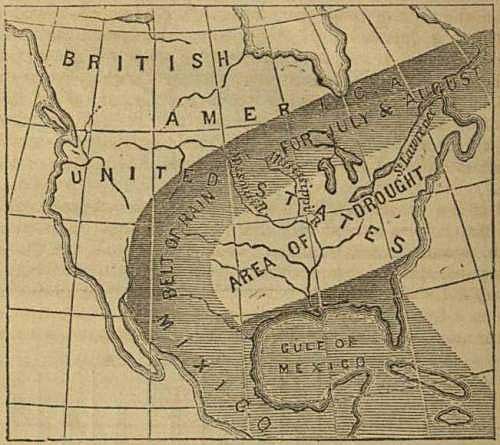 BRITISH
AMERICA
UNITED
STATES
BELT OF RAIN
FOR JULY & AUGUST
Missouri
Mississippi
St. Lawrence
AREA OF DROUGHT
MIXICO
GULF OF
MEXICO